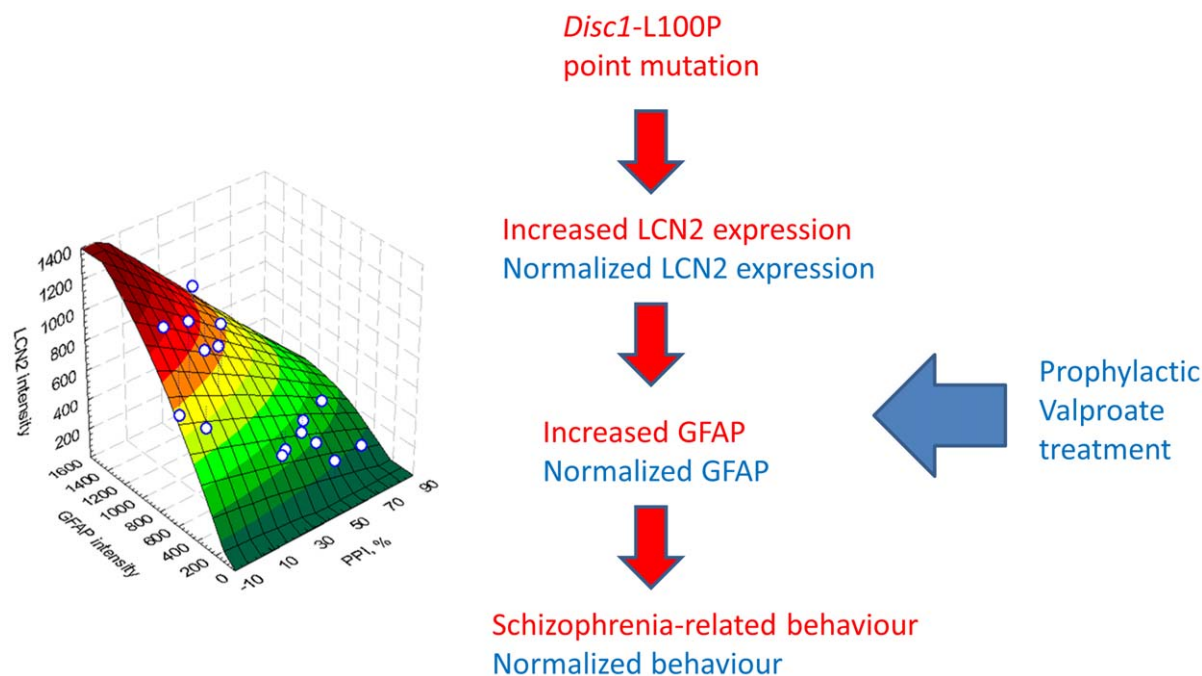 Disc1-L100P
point mutation
Increased LCN2 expression
Normalized LCN2 expression
Increased GFAP
Normalized GFAP
Schizophrenia-related behaviour
Normalized behaviour
Prophylactic
Valproate
treatment
LCN2 intensity
1400
1200
1000
800
600
400
200
GFAP intensity
1600
1400
1200
1000
800
600
400
200
0
PPI, %
-10
10
30
50
70
90